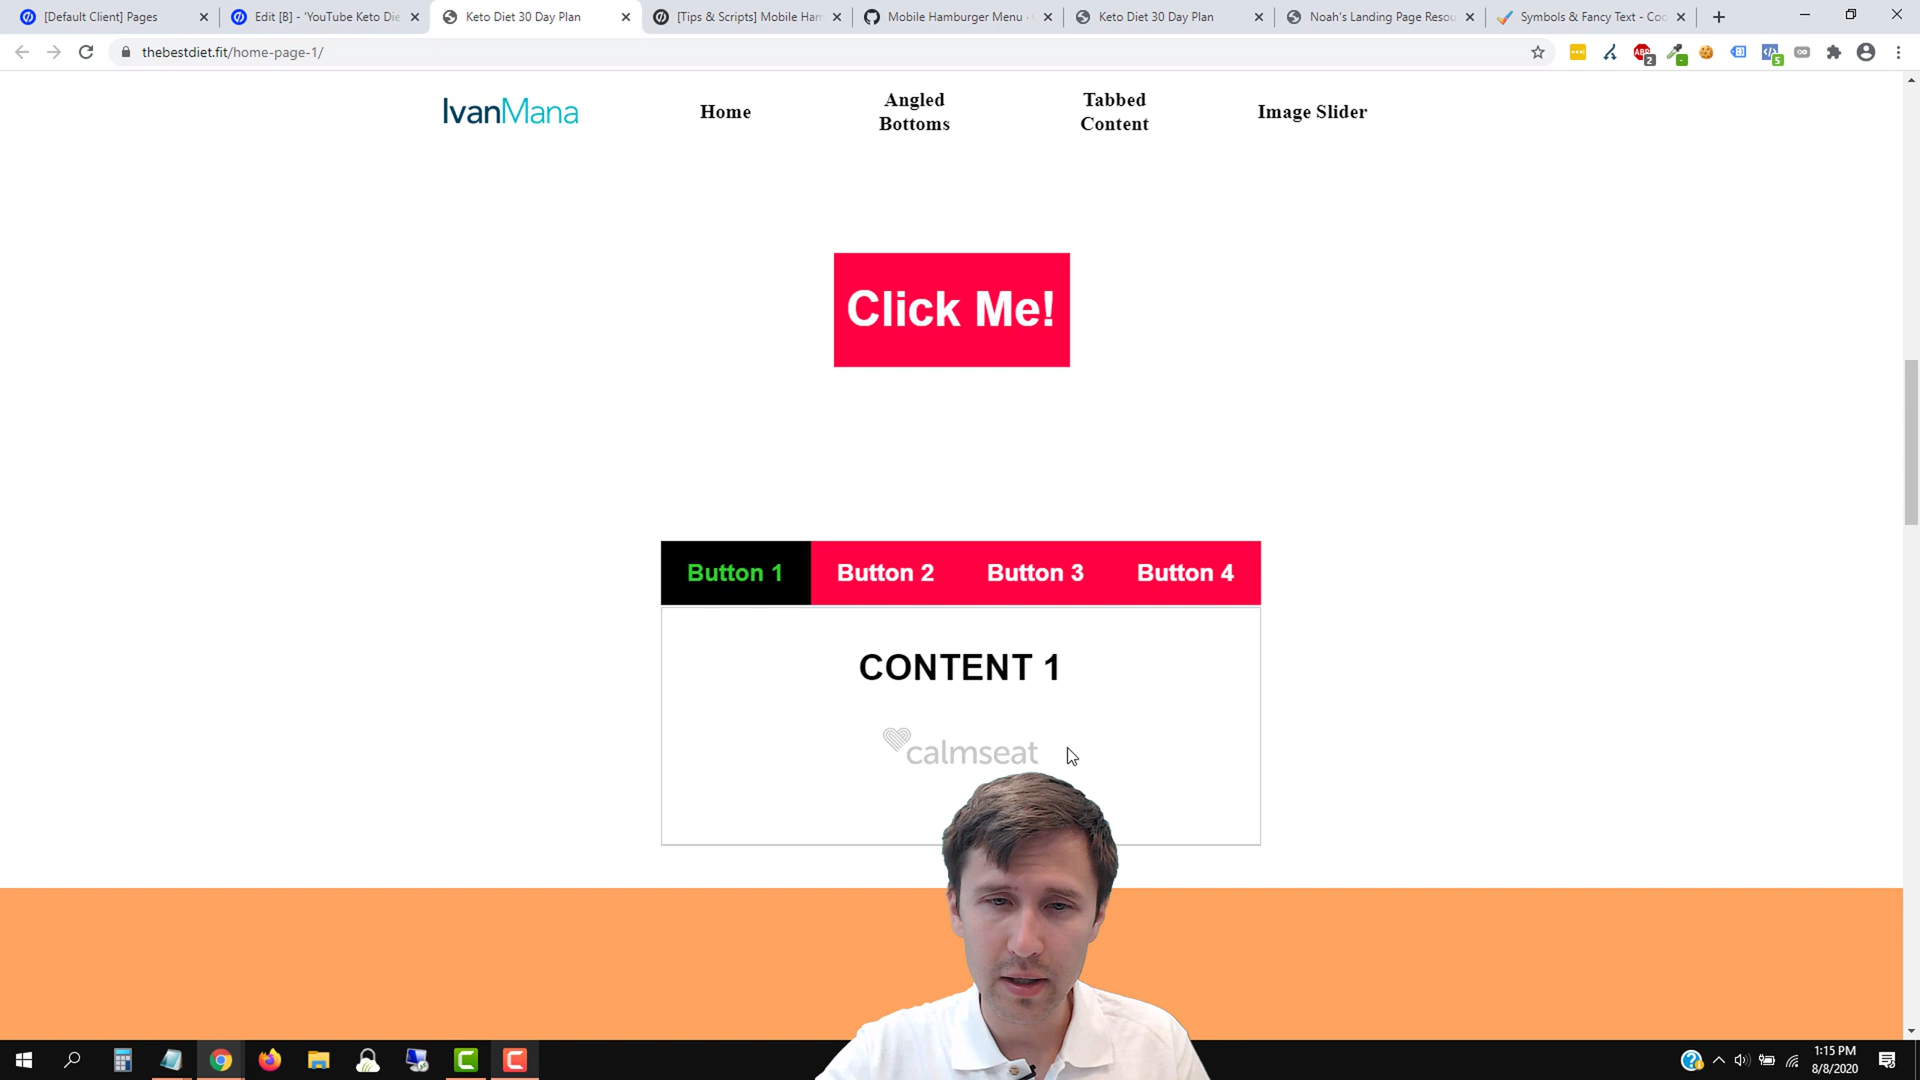 [Default Client] Pages
Edit [B] - 'YouTube Keto Die
Keto Diet 30 Day Plan
[Tips & Scripts] Mobile Ham
Mobile Hamburger Menu -
Keto Diet 30 Day Plan
Noah's Landing Page Resou
Symbols & Fancy Text - Coo
thebestdiet.fit/home-page-1/
IvanMana
Home
Angled
Bottoms
Tabbed
Content
Image Slider
Click Me!
Button 1
Button 2
Button 3
Button 4
CONTENT 1
calmseat
1:15 PM
8/8/2020